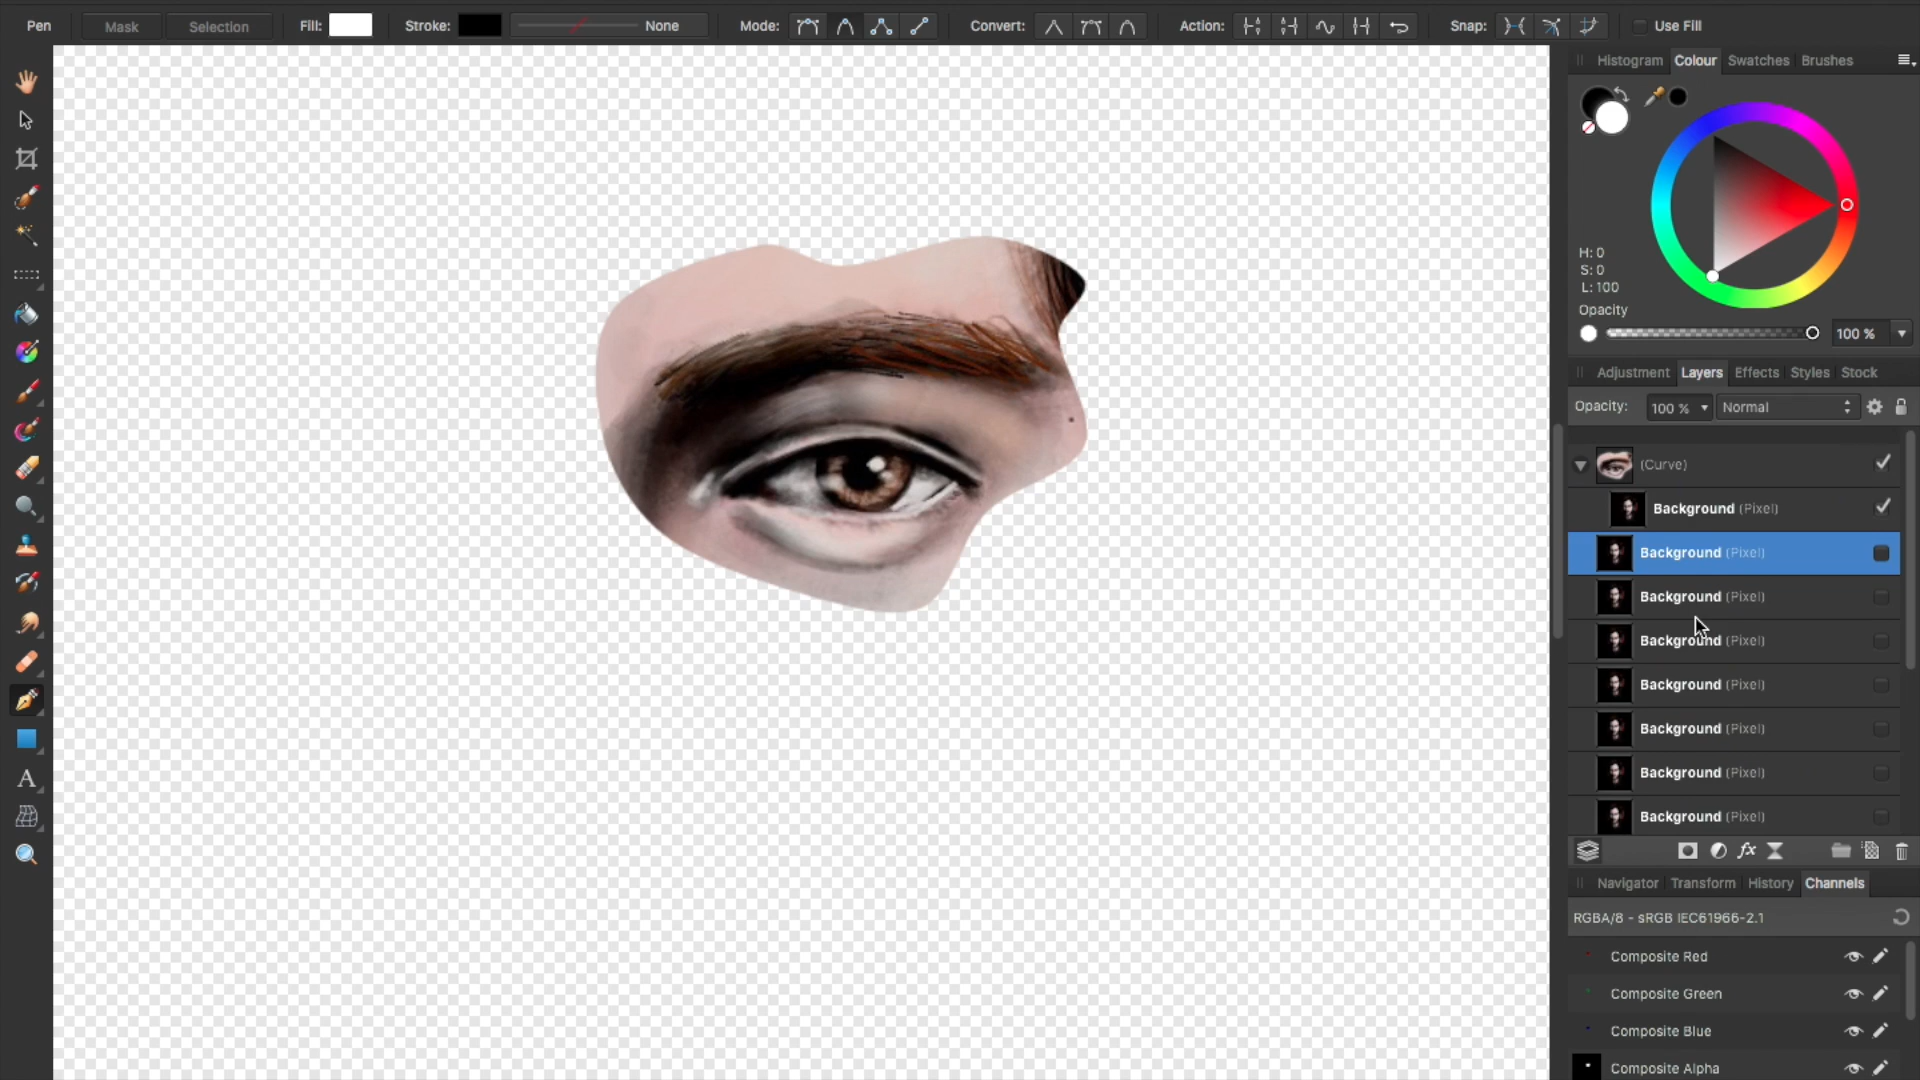 Pen Mask Selection Fill: Stroke: None Mode: Convert: Action: Snap: Use Fill
Histogram Colour Swatches Brushes
H: 0
S: 0
L: 100
Opacity
100 %
Adjustment Layers Effects Styles Stock
Opacity: 100 % Normal
(Curve)
Background (Pixel)
Background (Pixel)
Background (Pixel)
Background (Pixel)
Background (Pixel)
Background (Pixel)
Background (Pixel)
Background (Pixel)
fx
Navigator Transform History Channels
RGBA/8 - sRGB IEC61966-2.1
Composite Red
Composite Green
Composite Blue
Composite Alpha
A